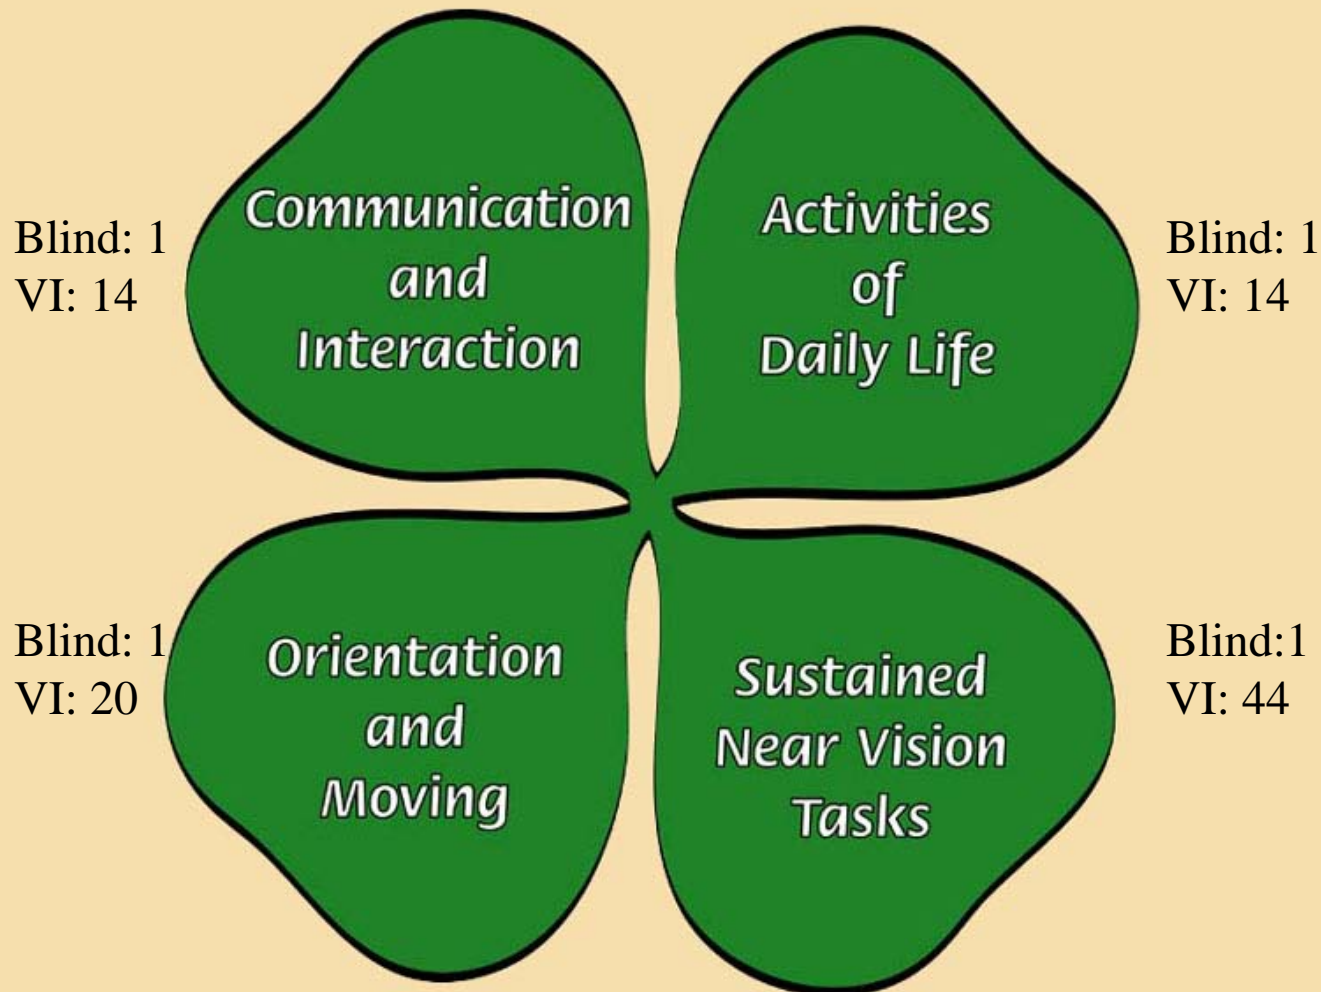 Communication
and
Interaction
Blind: 1
VI: 14
Activities
of
Daily Life
Blind: 1
VI: 14
Orientation
and
Moving
Blind: 1
VI: 20
Sustained
Near Vision
Tasks
Blind:1
VI: 44